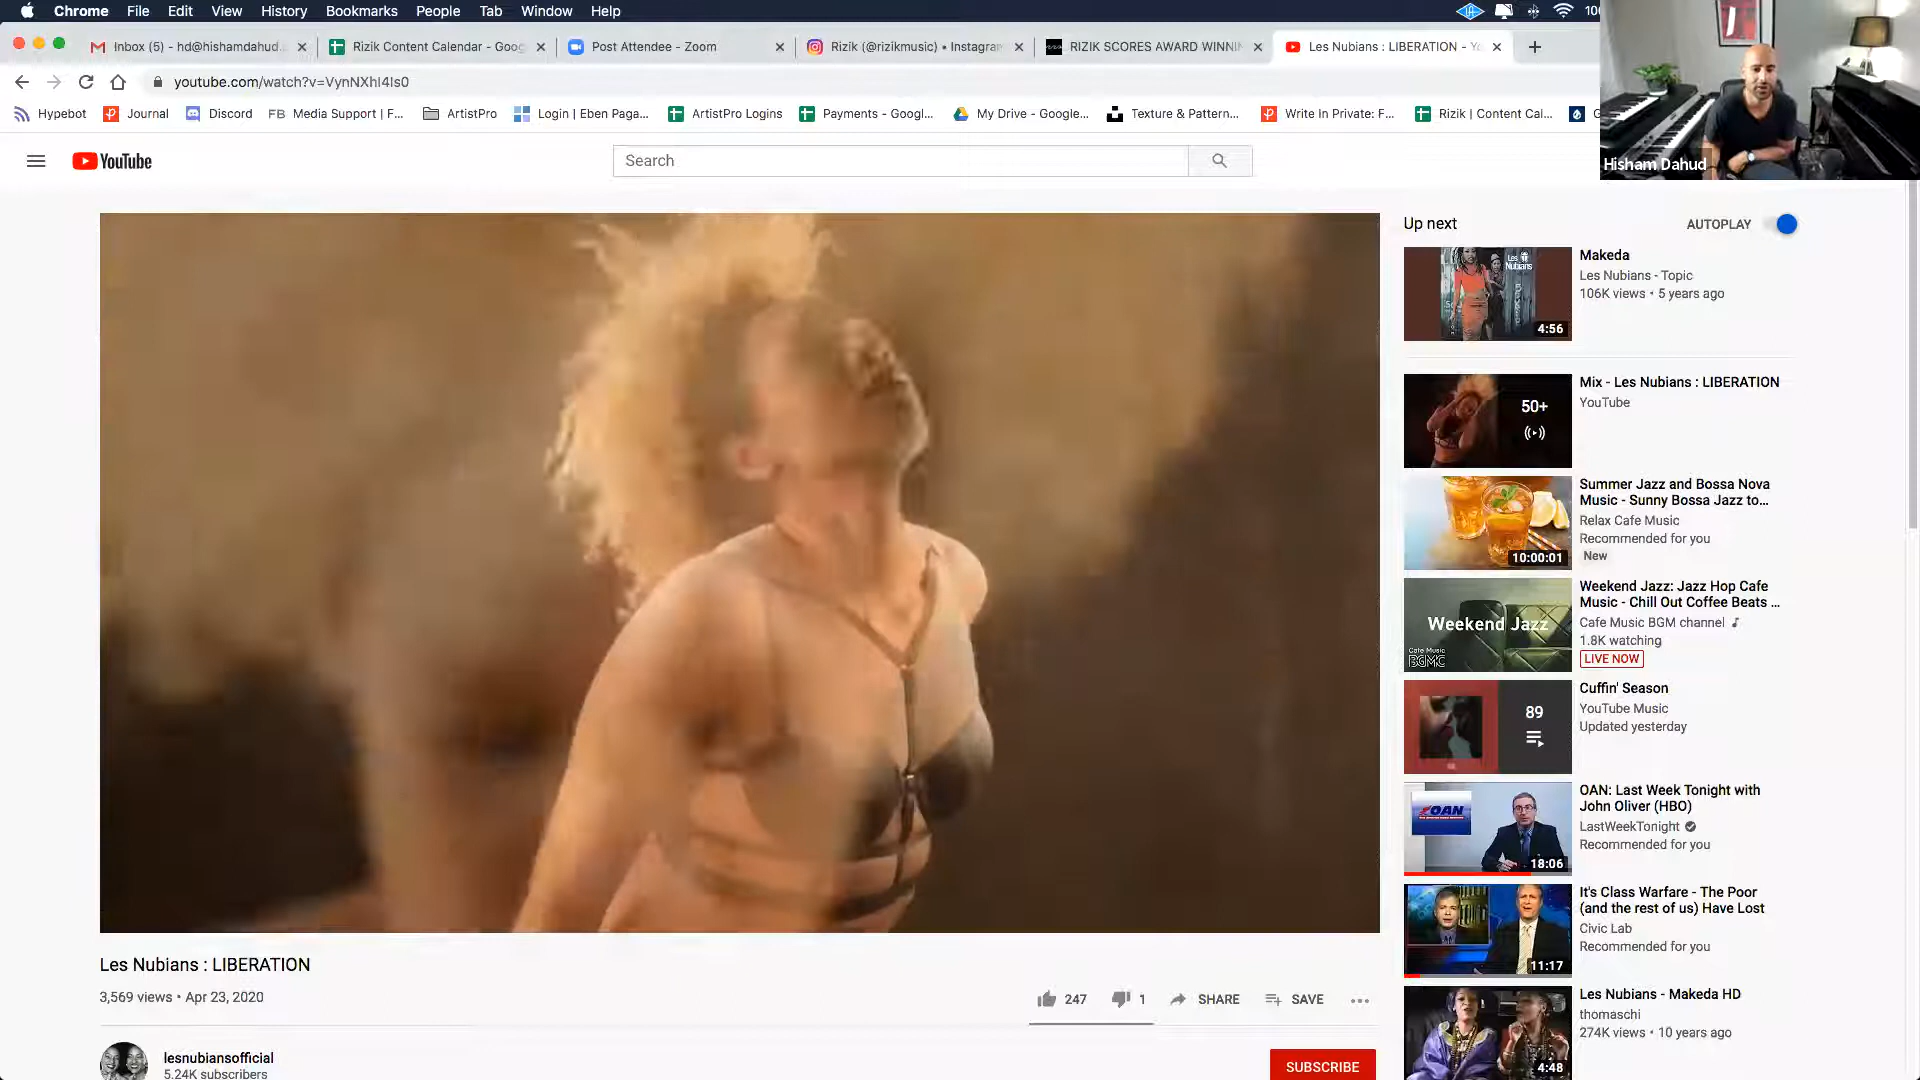 Chrome File Edit View History Bookmarks People Tab Window Help
Inbox (5) - hd@hishamdahud.
Rizik Content Calendar - Goog
Post Attendee - Zoom
Rizik (@rizikmusic) • Instagram
RIZIK SCORES AWARD WINNIN
Les Nubians : LIBERATION - Yo
youtube.com/watch?v=VynNXhI4Is0
Hypebot
Journal
Discord
FB Media Support | F...
ArtistPro
Login | Eben Paga...
ArtistPro Logins
Payments - Googl...
My Drive - Google...
Texture & Pattern...
Write In Private: F...
Rizik | Content Cal...
Hisham Dahud
YouTube
Search
Up next
AUTOPLAY
Les Nubians
4:56
Makeda
Les Nubians - Topic
106K views • 5 years ago
50+
Mix - Les Nubians : LIBERATION
YouTube
10:00:01
Summer Jazz and Bossa Nova
Music - Sunny Bossa Jazz to...
Relax Cafe Music
Recommended for you
New
Weekend Jazz
Cafe Music
BGMC
Weekend Jazz: Jazz Hop Cafe
Music - Chill Out Coffee Beats ...
Cafe Music BGM channel
1.8K watching
LIVE NOW
89
Cuffin' Season
YouTube Music
Updated yesterday
OAN
18:06
OAN: Last Week Tonight with
John Oliver (HBO)
LastWeekTonight
Recommended for you
11:17
It's Class Warfare - The Poor
(and the rest of us) Have Lost
Civic Lab
Recommended for you
4:48
Les Nubians - Makeda HD
thomaschi
274K views • 10 years ago
Les Nubians : LIBERATION
3,569 views • Apr 23, 2020
247
1
SHARE
SAVE
lesnubiansofficial
5.24K subscribers
SUBSCRIBE